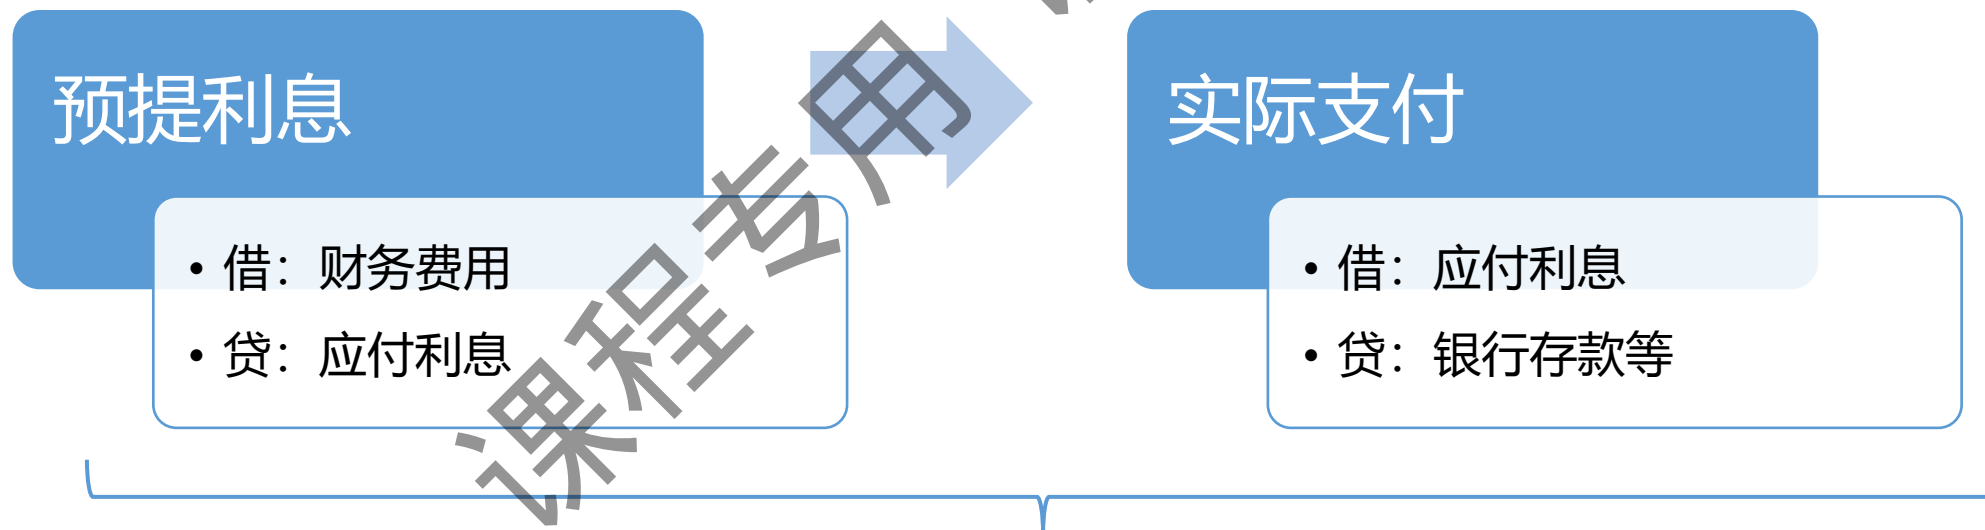 预提利息
• 借：财务费用
• 贷：应付利息
实际支付
• 借：应付利息
• 贷：银行存款等
课程专用